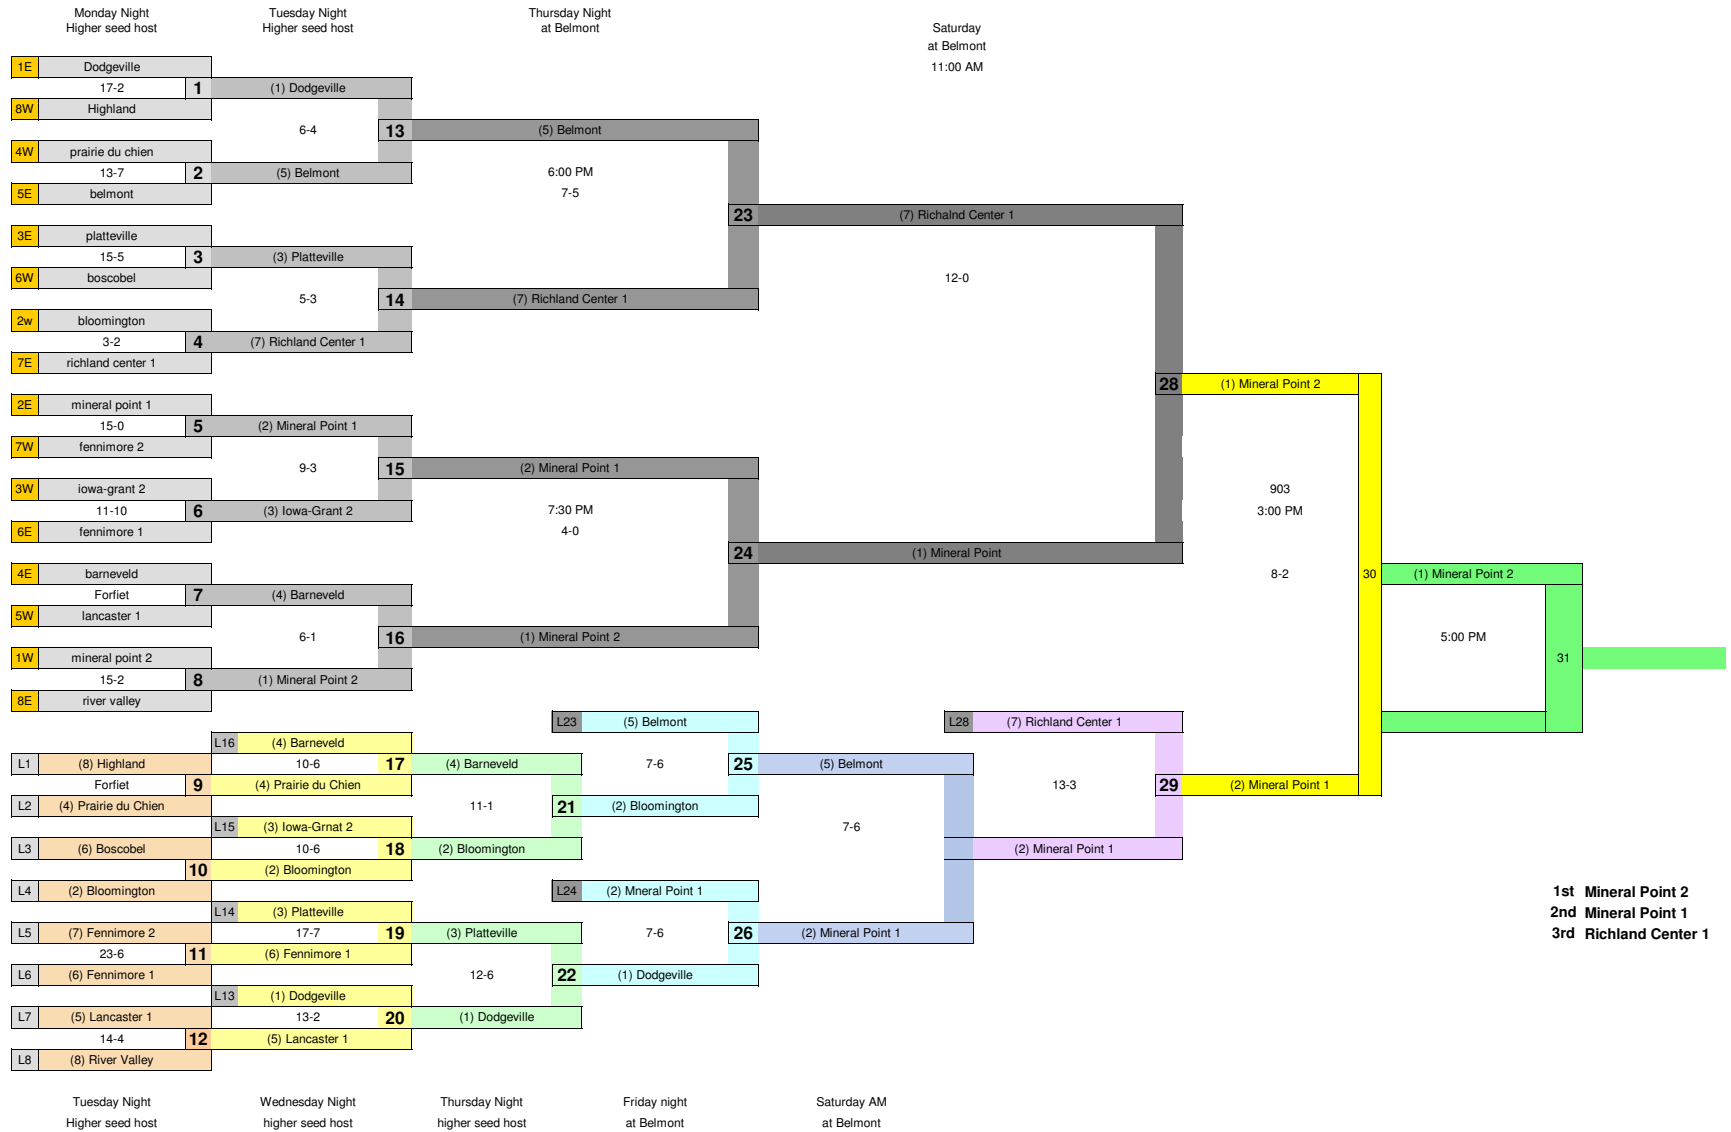 Monday Night
Higher seed host
Tuesday Night
Higher seed host
Thursday Night
at Belmont
Saturday
at Belmont
11:00 AM
1E Dodgeville
17-2 1 (1) Dodgeville
8W Highland
6-4 13 (5) Belmont
4W prairie du chien
13-7 2 (5) Belmont
6:00 PM
5E belmont
7-5
23 (7) Richalnd Center 1
3E platteville
15-5 3 (3) Platteville
6W boscobel
12-0
5-3 14 (7) Richland Center 1
2w bloomington
3-2 4 (7) Richland Center 1
7E richland center 1
28 (1) Mineral Point 2
2E mineral point 1
15-0 5 (2) Mineral Point 1
7W fennimore 2
9-3 15 (2) Mineral Point 1
3W iowa-grant 2
903
11-10 6 (3) Iowa-Grant 2
7:30 PM
3:00 PM
6E fennimore 1
4-0
24 (1) Mineral Point
4E barneveld
8-2
30 (1) Mineral Point 2
Forfiet 7 (4) Barneveld
5W lancaster 1
6-1 16 (1) Mineral Point 2
5:00 PM
1W mineral point 2
31
15-2 8 (1) Mineral Point 2
8E river valley
L23 (5) Belmont
L28 (7) Richland Center 1
L16 (4) Barneveld
L1 (8) Highland
10-6 17 (4) Barneveld
7-6 25 (5) Belmont
Forfiet 9 (4) Prairie du Chien
13-3 29 (2) Mineral Point 1
L2 (4) Prairie du Chien
11-1 21 (2) Bloomington
L15 (3) Iowa-Grnat 2
7-6
L3 (6) Boscobel
10-6 18 (2) Bloomington
(2) Mineral Point 1
10 (2) Bloomington
L4 (2) Bloomington
L24 (2) Mneral Point 1
1st Mineral Point 2
L14 (3) Platteville
2nd Mineral Point 1
L5 (7) Fennimore 2
17-7 19 (3) Platteville
7-6 26 (2) Mineral Point 1
3rd Richland Center 1
23-6 11 (6) Fennimore 1
L6 (6) Fennimore 1
12-6 22 (1) Dodgeville
L13 (1) Dodgeville
L7 (5) Lancaster 1
13-2 20 (1) Dodgeville
14-4 12 (5) Lancaster 1
L8 (8) River Valley
Tuesday Night
Higher seed host
Wednesday Night
higher seed host
Thursday Night
higher seed host
Friday night
at Belmont
Saturday AM
at Belmont